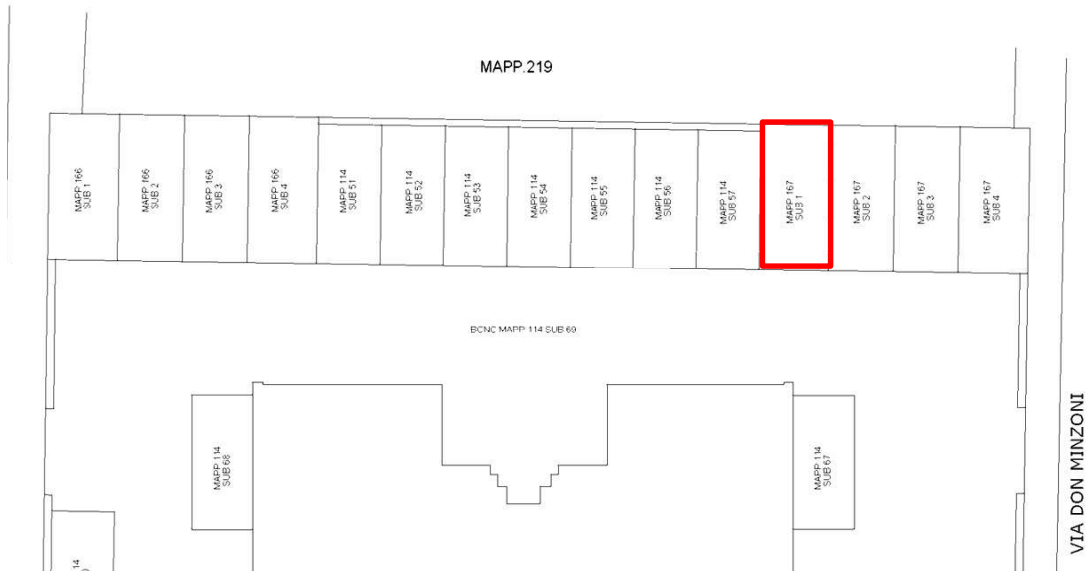 MAPP.219
MAPP 166
SUB 1
MAPP 166
SUB 2
MAPP 166
SUB 3
MAPP 166
SUB 4
MAPP 114
SUB 51
MAPP 114
SUB 52
MAPP 114
SUB 53
MAPP 114
SUB 54
MAPP 114
SUB 55
MAPP 114
SUB 56
MAPP 114
SUB 57
MAPP 167
SUB 1
MAPP 167
SUB 2
MAPP 167
SUB 3
MAPP 167
SUB 4
BCNC MAPP 114 SUB 69
MAPP 114
SUB 68
MAPP 114
SUB 67
VIA DON MINZONI
14